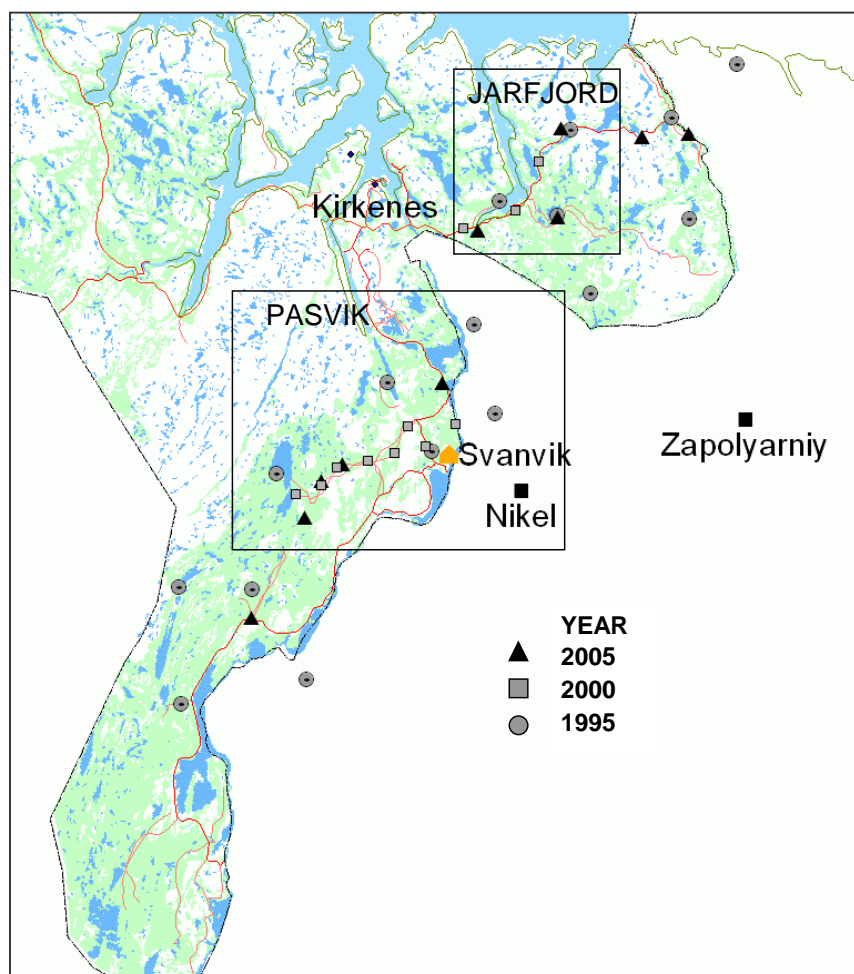 JARFJORD
Kirkenes
PASVIK
Zapolyarniy
Svanvik
Nikel
YEAR
2005
2000
1995